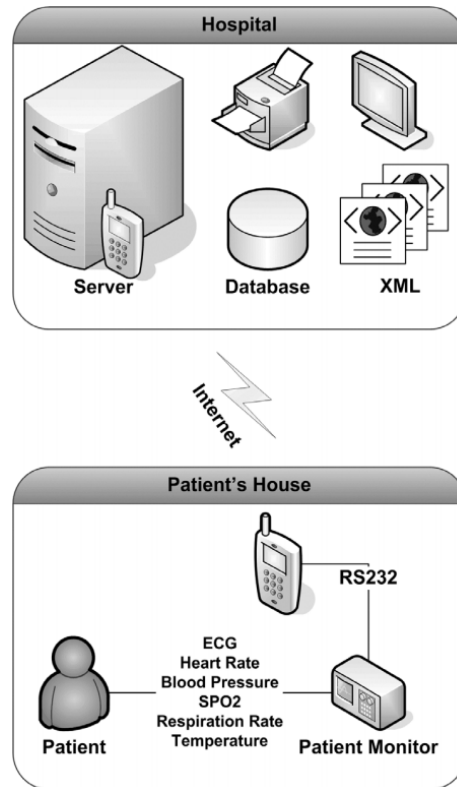 Hospital
Server
Database
XML
Internet
Patient's House
RS232
ECG
Heart Rate
Blood Pressure
SPO2
Respiration Rate
Temperature
Patient
Patient Monitor